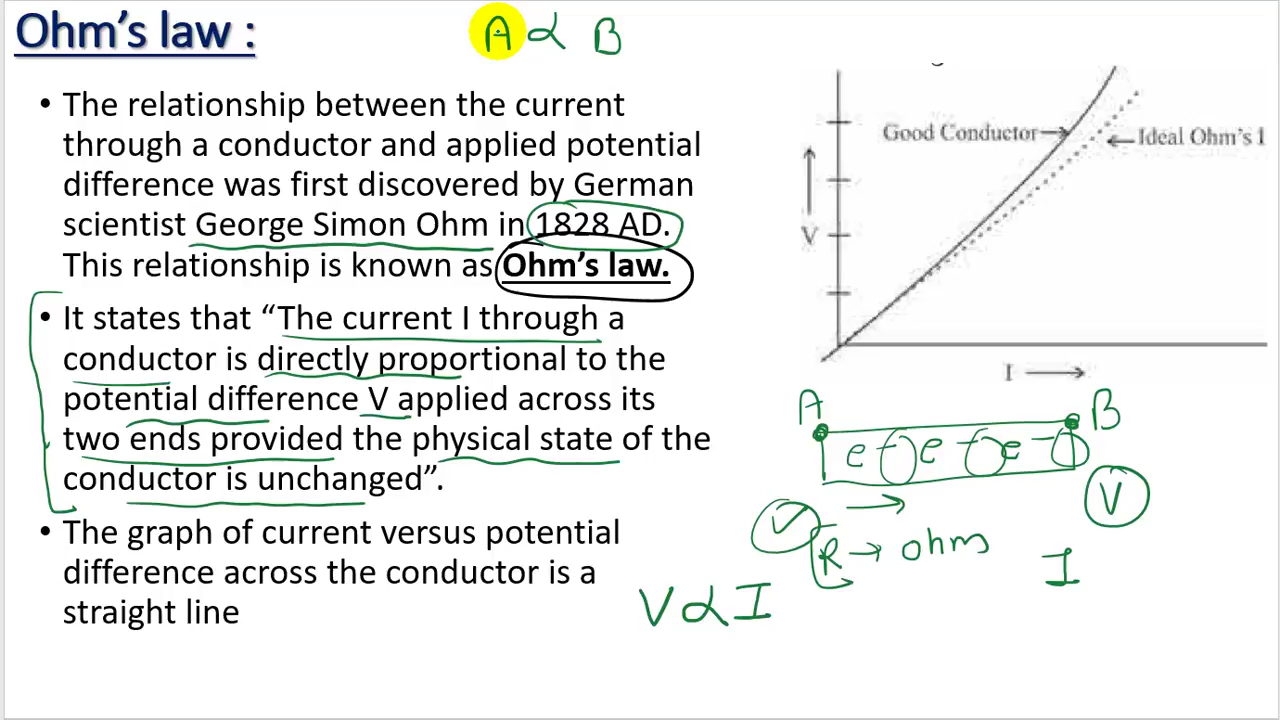 Ohm's law :
A ∝ B
• The relationship between the current
through a conductor and applied potential
difference was first discovered by German
scientist George Simon Ohm in 1828 AD.
This relationship is known as Ohm's law.
• It states that “The current I through a
conductor is directly proportional to the
potential difference V applied across its
two ends provided the physical state of the
conductor is unchanged”.
• The graph of current versus potential
difference across the conductor is a
straight line
Good Conductor
Ideal Ohm's l
V
I
A B
e- e- e-
V
R → ohms
I
V ∝ I